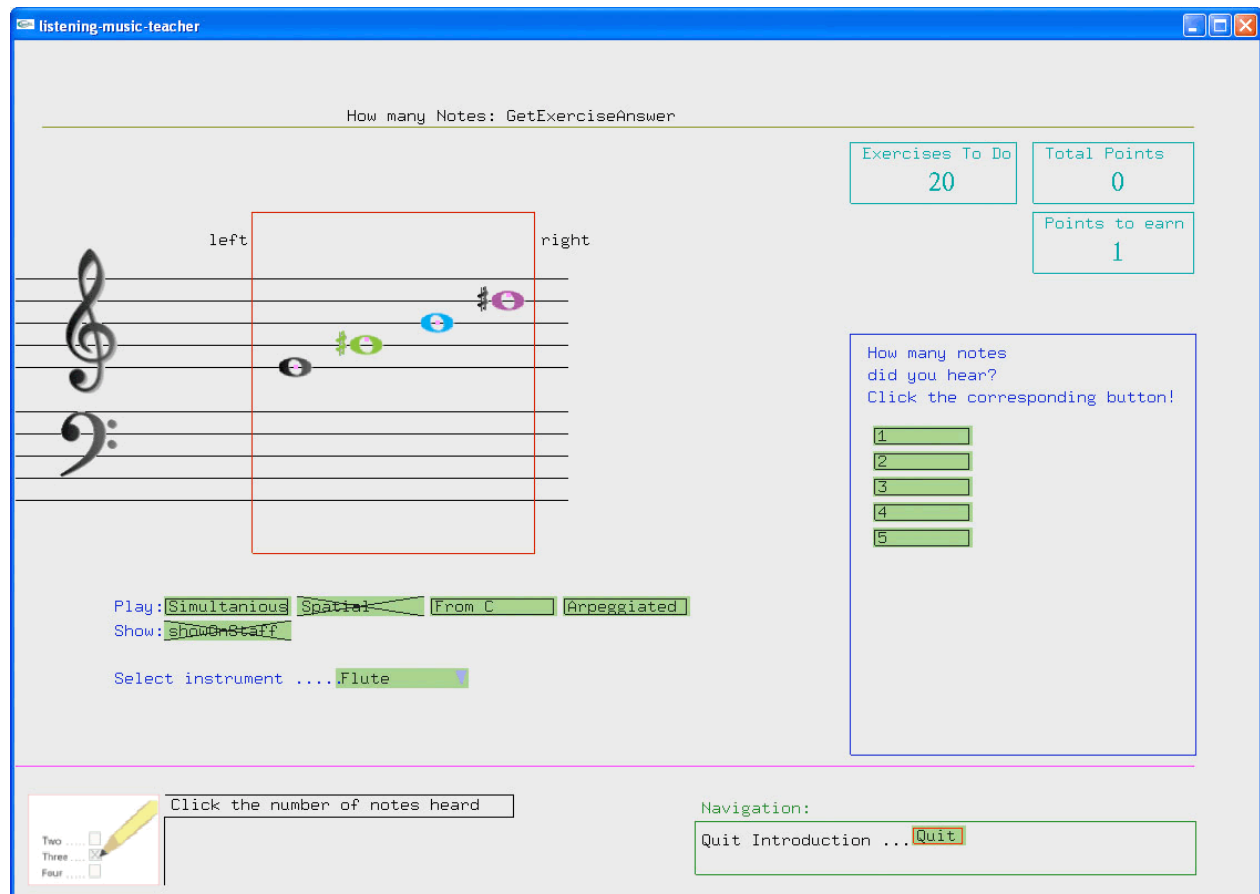 listening-music-teacher
How many Notes: GetExerciseAnswer
Exercises To Do
20
Total Points
0
Points to earn
1
left
right
How many notes
did you hear?
Click the corresponding button!
1
2
3
4
5
Play: Simultanious Spatial From C Arpeggiated
Show: showOnStaff
Select instrument ..... Flute
Click the number of notes heard
Two .....
Three ....
Four .....
Navigation:
Quit Introduction ... Quit